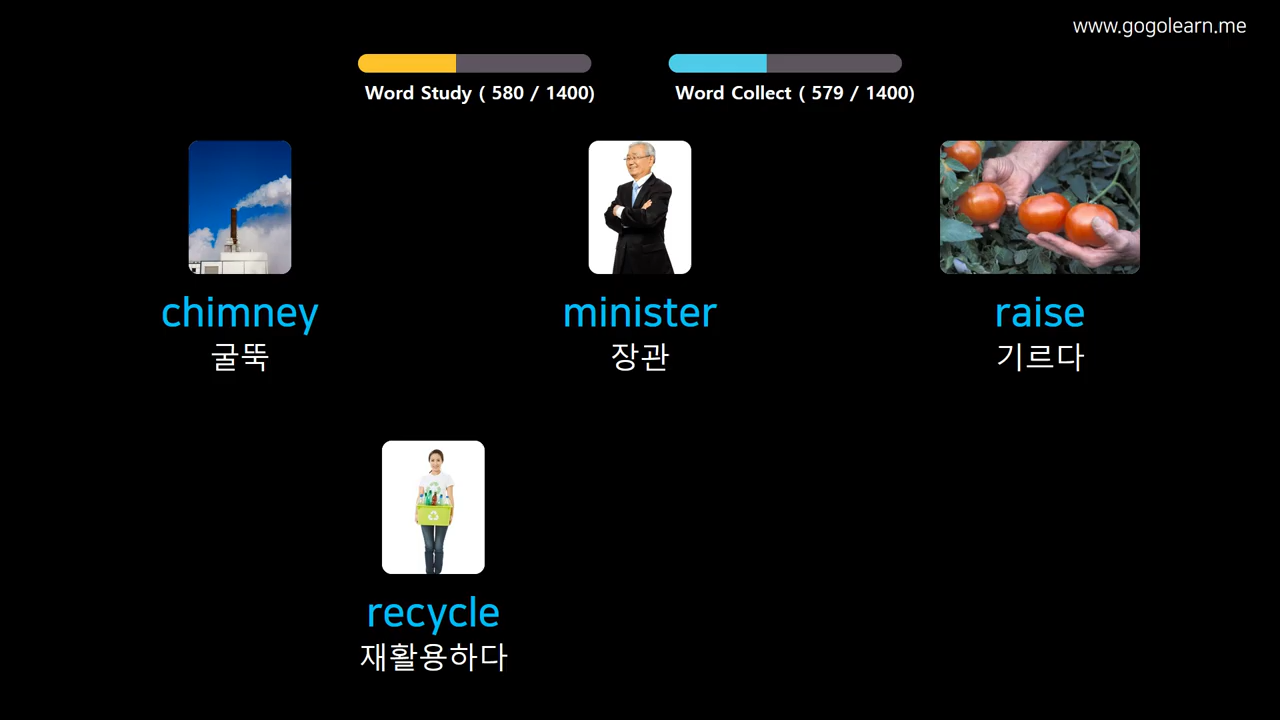 www.gogolearn.me
Word Study ( 580 / 1400)
Word Collect ( 579 / 1400)
chimney
굴뚝
minister
장관
raise
기르다
recycle
재활용하다